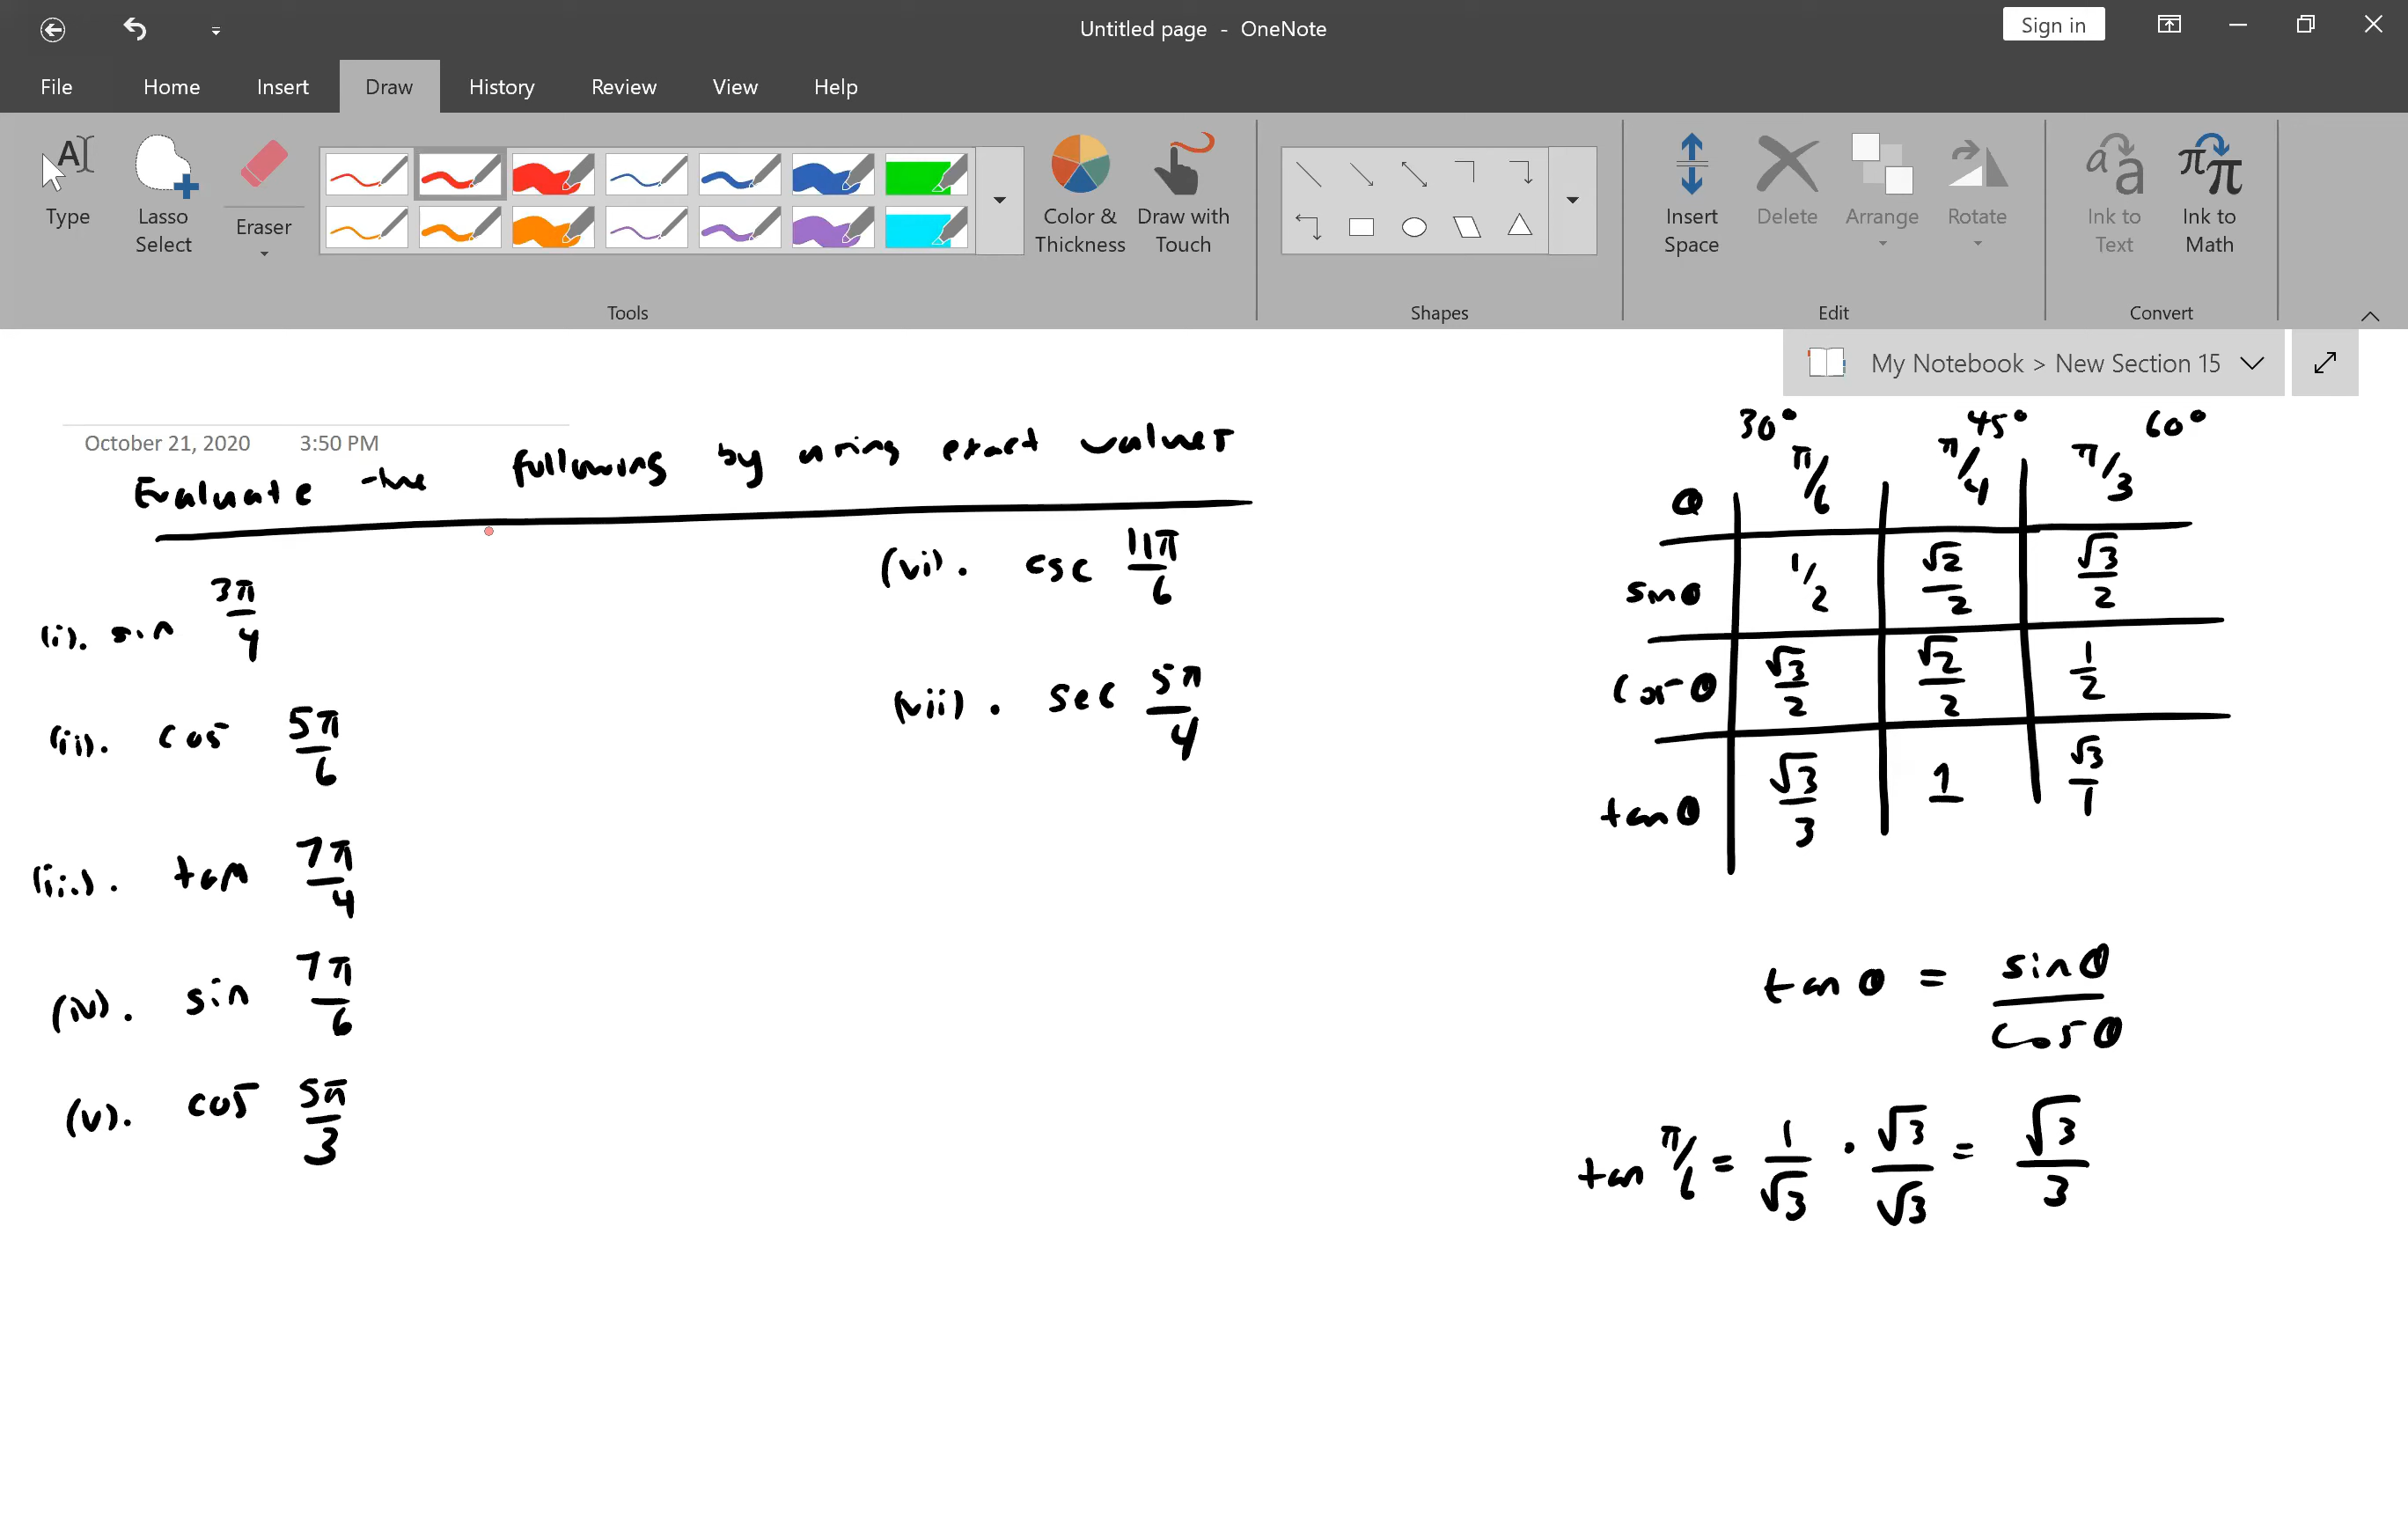 Untitled page - OneNote
Sign in
File Home Insert Draw History Review View Help
Type
Lasso Select
Eraser
Color & Thickness
Draw with Touch
Insert Space
Delete
Arrange
Rotate
Ink to Text
Ink to Math
Tools
Shapes
Edit
Convert
My Notebook > New Section 15
October 21, 2020 3:50 PM
Evaluate the following by using exact values
(i). sin 3π/4
(ii). cos 5π/6
(iii). tan 7π/4
(iv). sin 7π/6
(v). cos 5π/3
(vi). csc 11π/6
(vii). sec 5π/4
30° 45° 60°
θ π/6 π/4 π/3
sinθ 1/2 √2/2 √3/2
cosθ √3/2 √2/2 1/2
tanθ √3/3 1 √3/1
tanθ = sinθ/cosθ
tan π/6 = 1/√3 · √3/√3 = √3/3